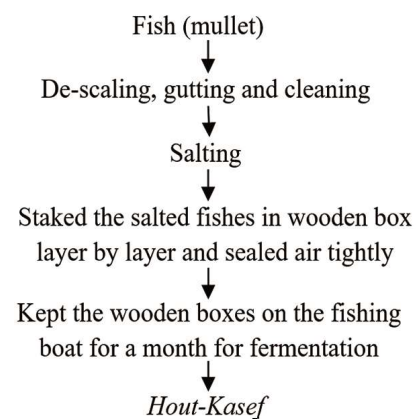 Fish (mullet)
De-scaling, gutting and cleaning
Salting
Staked the salted fishes in wooden box
layer by layer and sealed air tightly
Kept the wooden boxes on the fishing
boat for a month for fermentation
Hout-Kasef